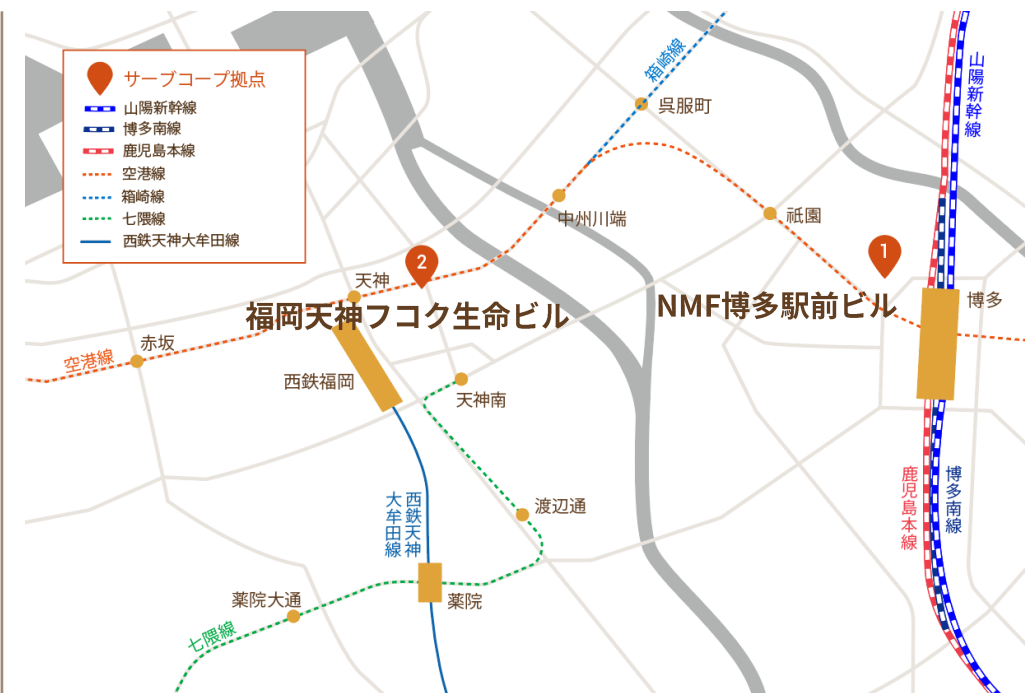 サーブコープ拠点
山陽新幹線
博多南線
鹿児島本線
空港線
箱崎線
七隈線
西鉄天神大牟田線
箱崎線
呉服町
山陽新幹線
中州川端
祇園
1
2
天神
福岡天神フコク生命ビル
NMF博多駅前ビル
博多
赤坂
空港線
西鉄福岡
天神南
鹿児島本線
博多南線
西鉄天神
大牟田線
渡辺通
薬院大通
薬院
七隈線